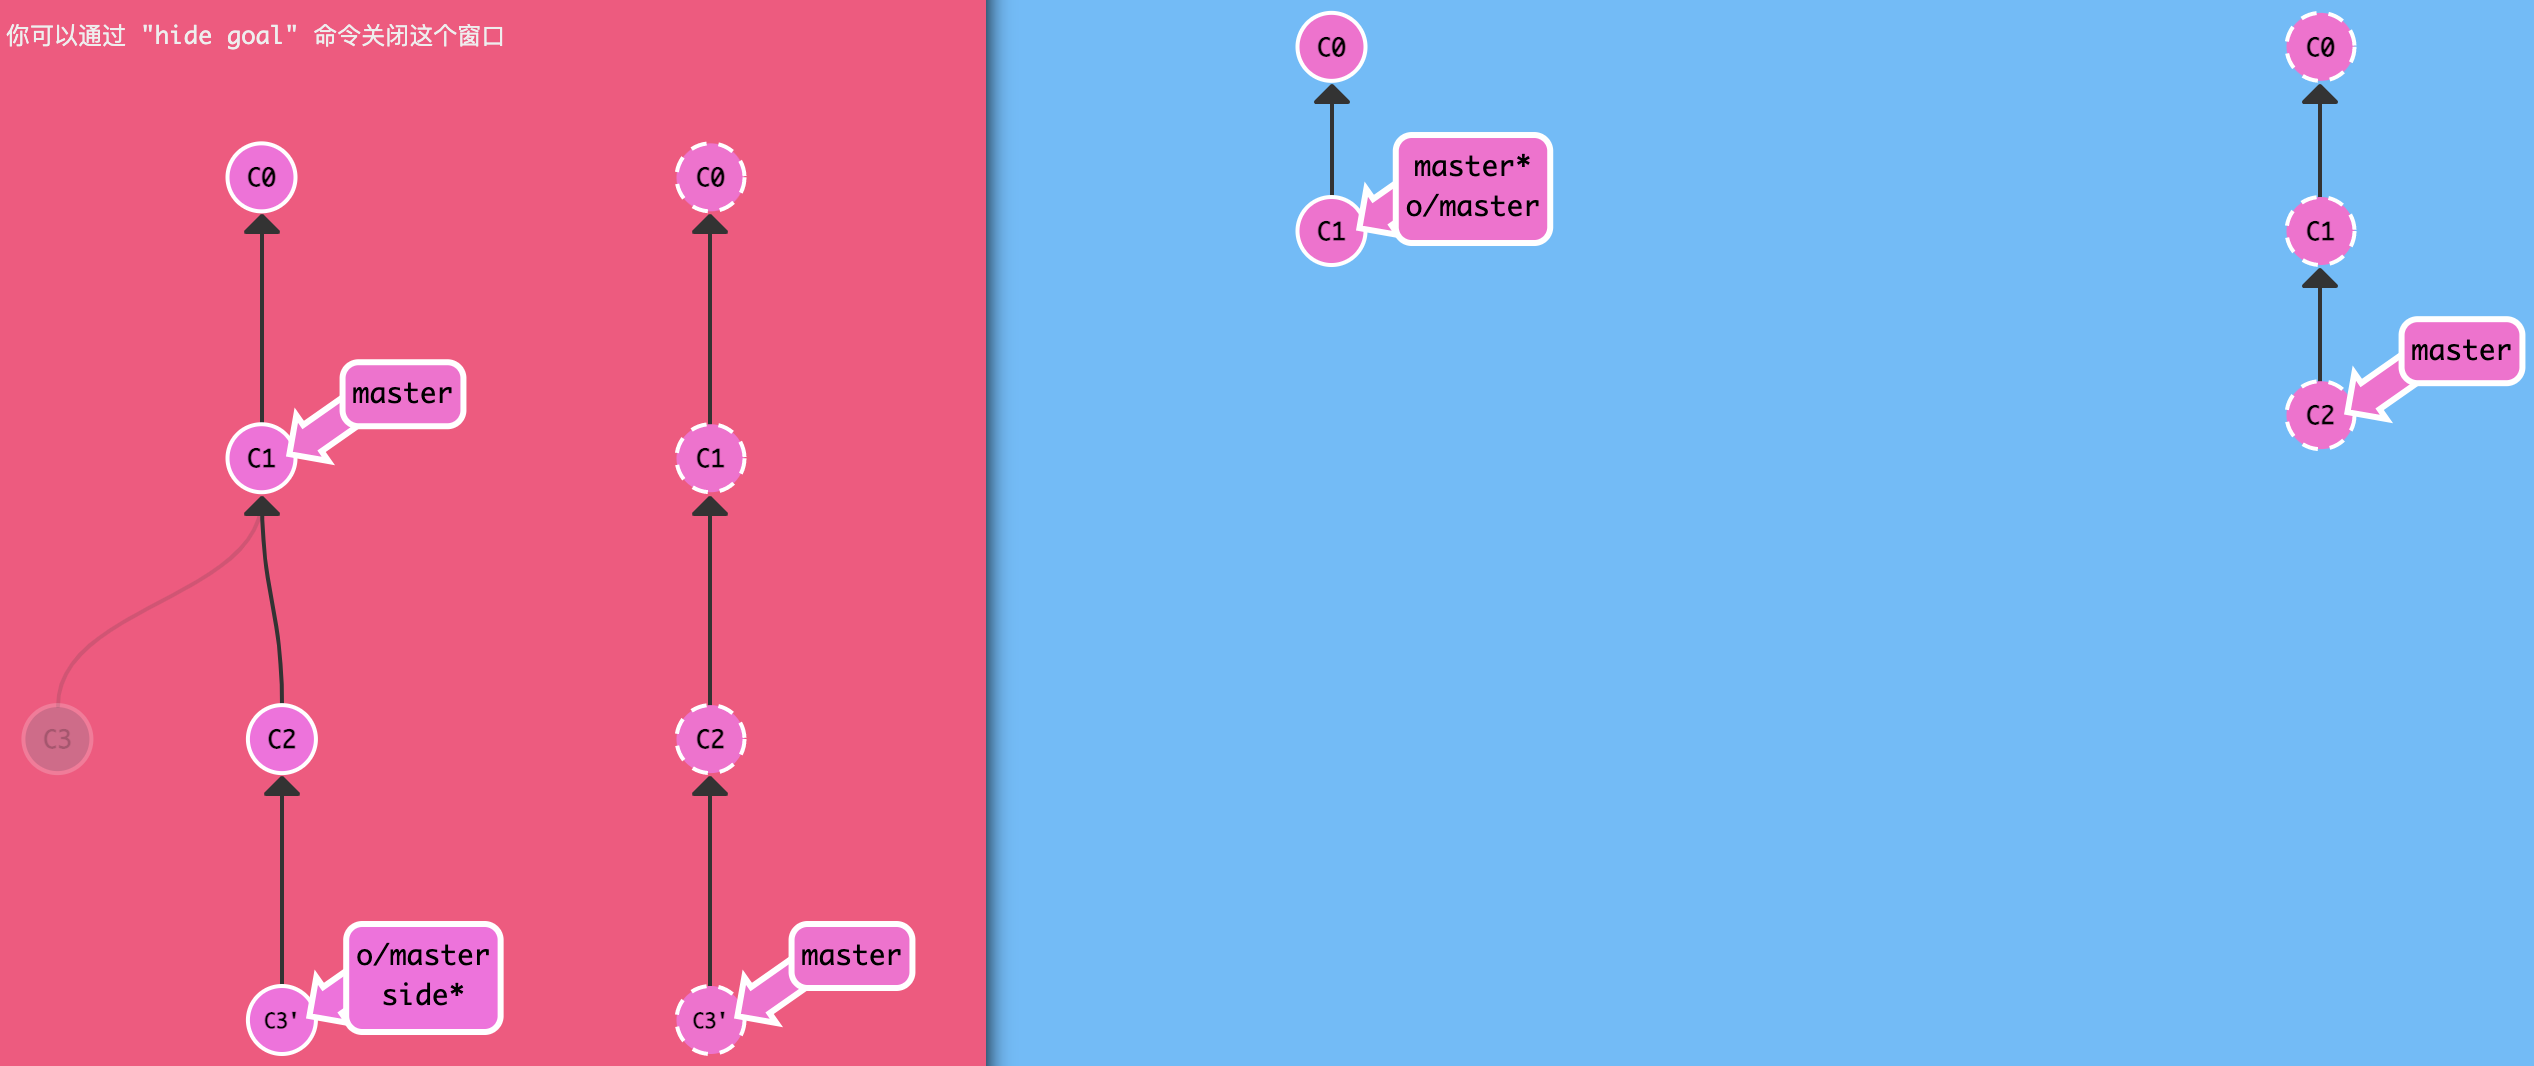 你可以通过 "hide goal" 命令关闭这个窗口
C0
C1
master
C3
C2
C3'
o/master
side*
C0
C1
C2
C3'
master
C0
C1
master*
o/master
C0
C1
C2
master